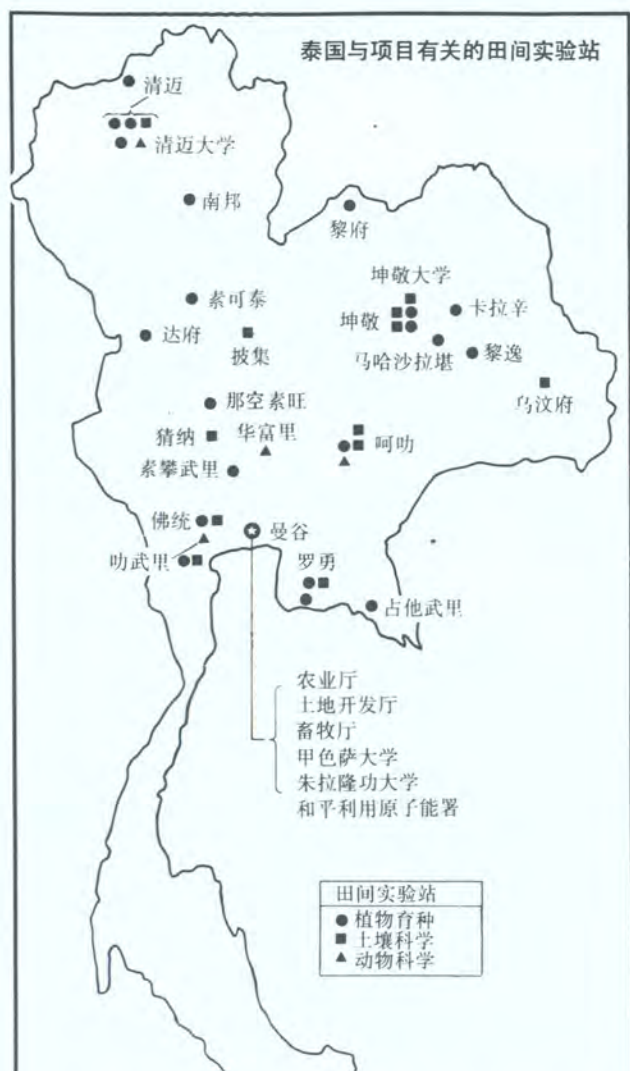 泰国与项目有关的田间实验站
清迈
清迈大学
南邦
黎府
坤敬大学
素可泰
坤敬
卡拉辛
达府
披集
马哈沙拉堪
黎逸
乌汶府
那空素旺
猜纳
华富里
呵叻
素攀武里
佛统
曼谷
叻武里
罗勇
占他武里
农业厅
土地开发厅
畜牧厅
甲色萨大学
朱拉隆功大学
和平利用原子能署
田间实验站
植物育种
土壤科学
动物科学